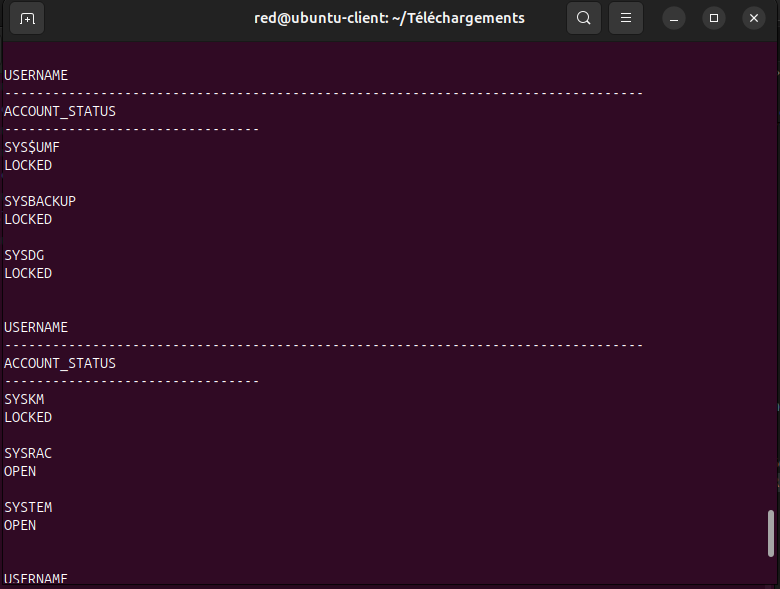 red@ubuntu-client: ~/Téléchargements
USERNAME
--------------------------------------------------------------------------------
ACCOUNT_STATUS
--------------------------------
SYS$UMF
LOCKED
SYSBACKUP
LOCKED
SYSDG
LOCKED
USERNAME
--------------------------------------------------------------------------------
ACCOUNT_STATUS
--------------------------------
SYSKM
LOCKED
SYSRAC
OPEN
SYSTEM
OPEN
USERNAME